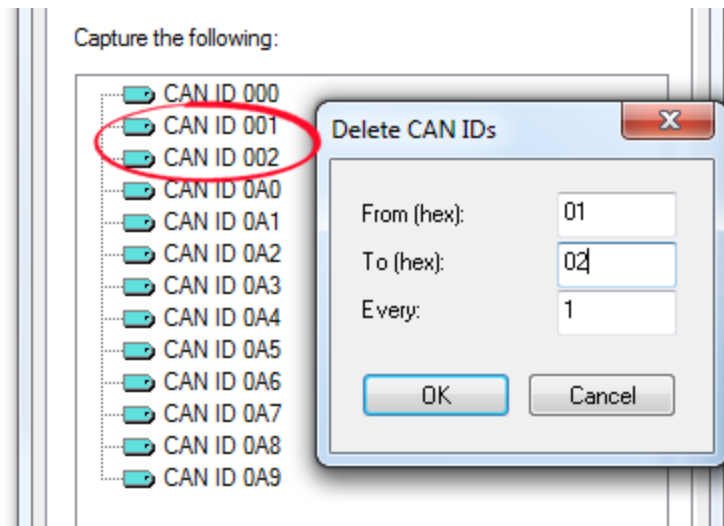 Capture the following:
CAN ID 000
CAN ID 001
CAN ID 002
CAN ID 0A0
CAN ID 0A1
CAN ID 0A2
CAN ID 0A3
CAN ID 0A4
CAN ID 0A5
CAN ID 0A6
CAN ID 0A7
CAN ID 0A8
CAN ID 0A9
Delete CAN IDs
From (hex): 01
To (hex): 02
Every: 1
OK Cancel